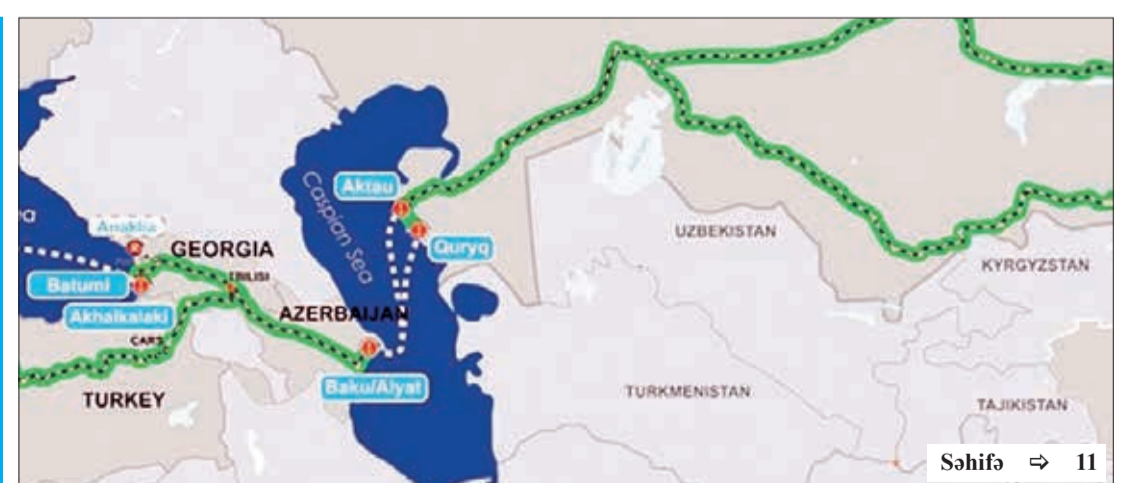 Aktau
Caspian Sea
Quryq
UZBEKISTAN
KYRGYZSTAN
Anaklia
GEORGIA
Batumi
Akhalkalaki
AZERBAIJAN
CARS
Baku/Alyat
TURKEY
TURKMENISTAN
TAJIKISTAN
Səhifə ⇨ 11